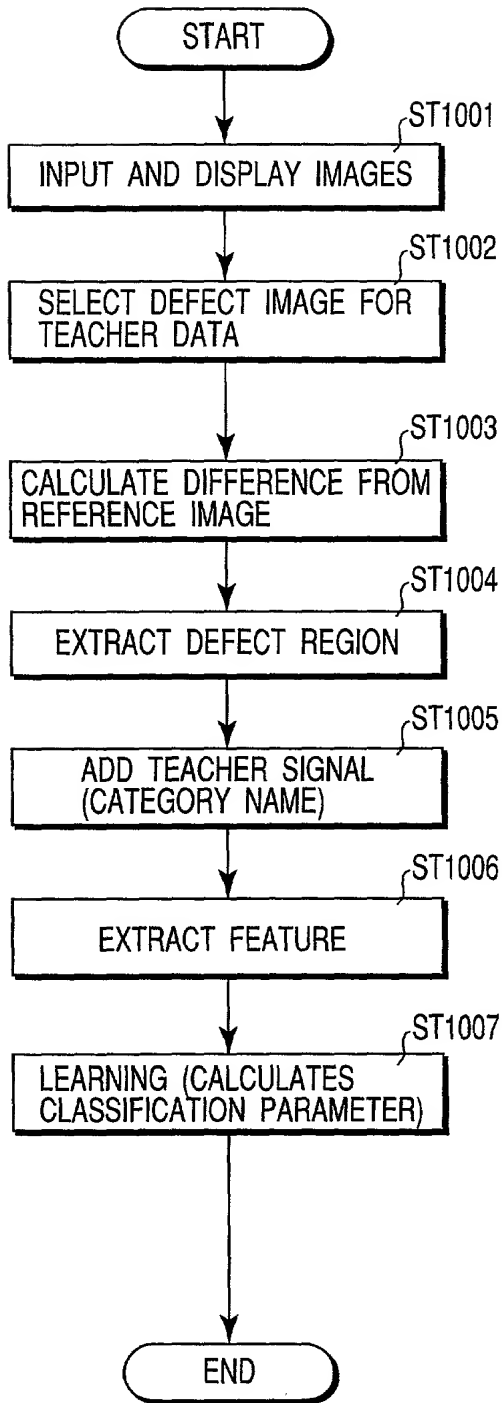 START
ST1001
INPUT AND DISPLAY IMAGES
ST1002
SELECT DEFECT IMAGE FOR
TEACHER DATA
ST1003
CALCULATE DIFFERENCE FROM
REFERENCE IMAGE
ST1004
EXTRACT DEFECT REGION
ST1005
ADD TEACHER SIGNAL
(CATEGORY NAME)
ST1006
EXTRACT FEATURE
ST1007
LEARNING (CALCULATES
CLASSIFICATION PARAMETER)
END